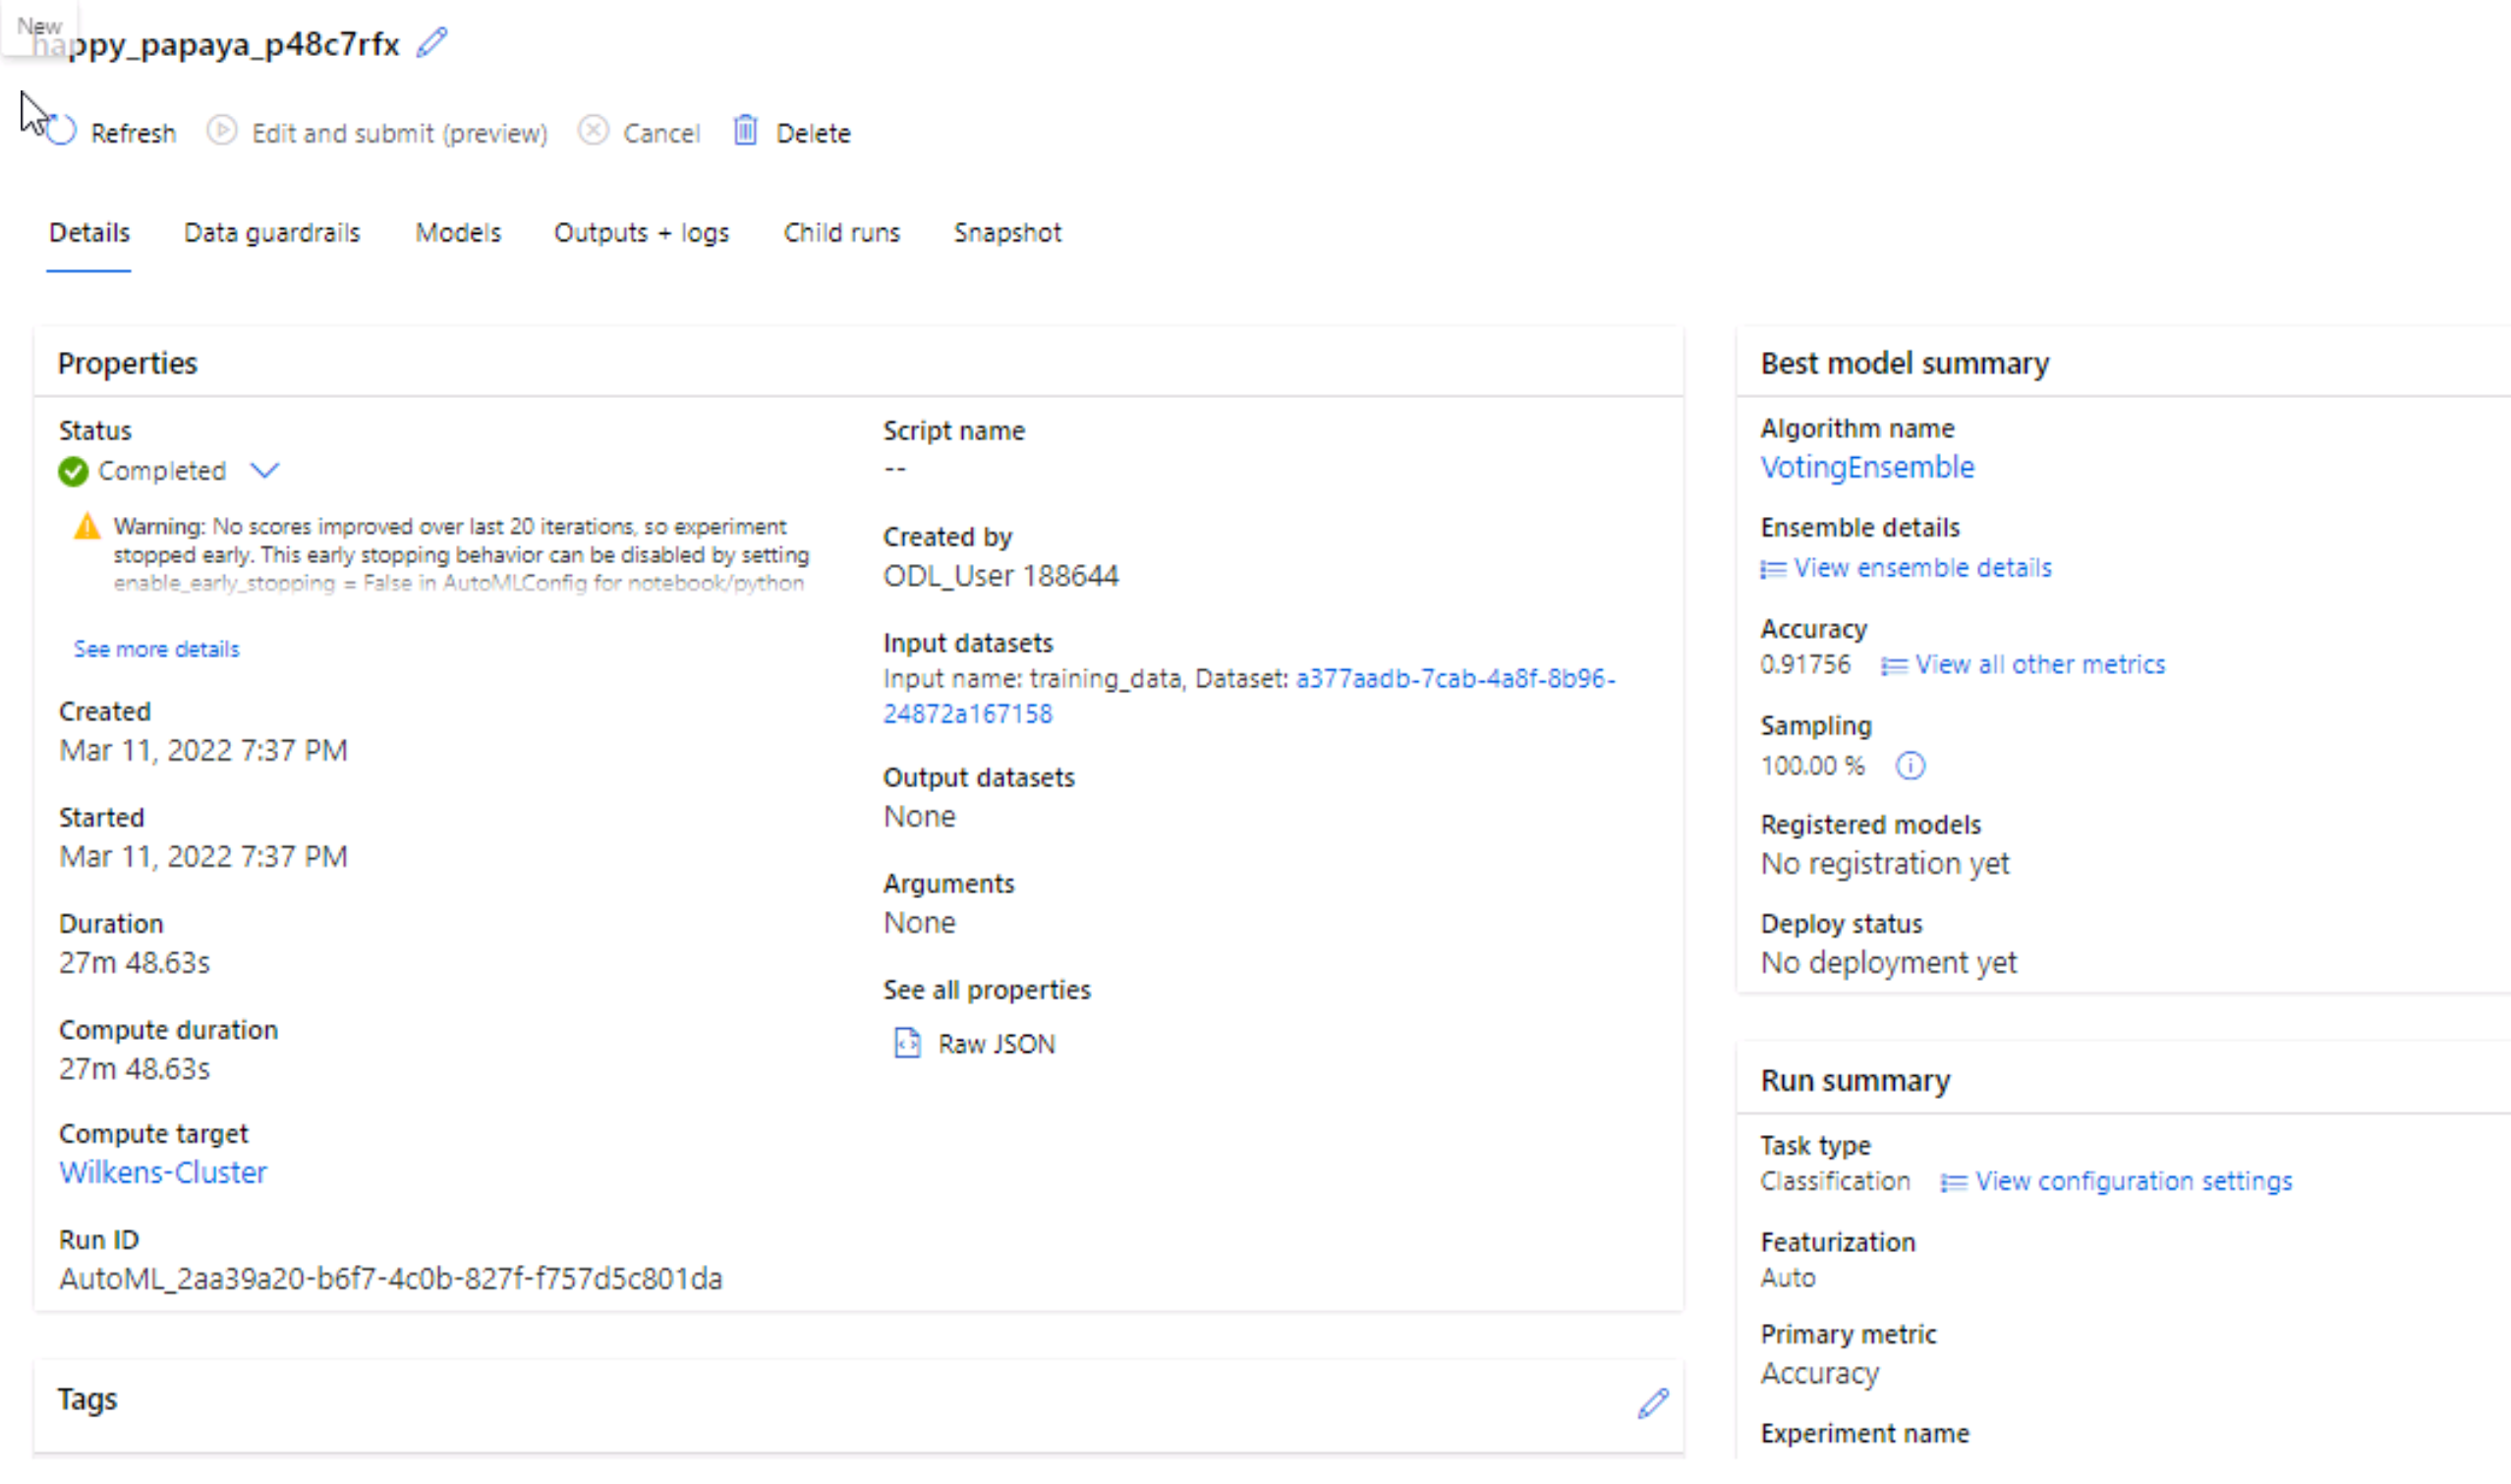 New
happy_papaya_p48c7rfx
Refresh Edit and submit (preview) Cancel Delete
Details Data guardrails Models Outputs + logs Child runs Snapshot
Properties
Status
Completed
Warning: No scores improved over last 20 iterations, so experiment
stopped early. This early stopping behavior can be disabled by setting
enable_early_stopping = False in AutoMLConfig for notebook/python
See more details
Created
Mar 11, 2022 7:37 PM
Started
Mar 11, 2022 7:37 PM
Duration
27m 48.63s
Compute duration
27m 48.63s
Compute target
Wilkens-Cluster
Run ID
AutoML_2aa39a20-b6f7-4c0b-827f-f757d5c801da
Script name
--
Created by
ODL_User 188644
Input datasets
Input name: training_data, Dataset: a377aadb-7cab-4a8f-8b96-
24872a167158
Output datasets
None
Arguments
None
See all properties
Raw JSON
Tags
Best model summary
Algorithm name
VotingEnsemble
Ensemble details
View ensemble details
Accuracy
0.91756 View all other metrics
Sampling
100.00 %
Registered models
No registration yet
Deploy status
No deployment yet
Run summary
Task type
Classification View configuration settings
Featurization
Auto
Primary metric
Accuracy
Experiment name